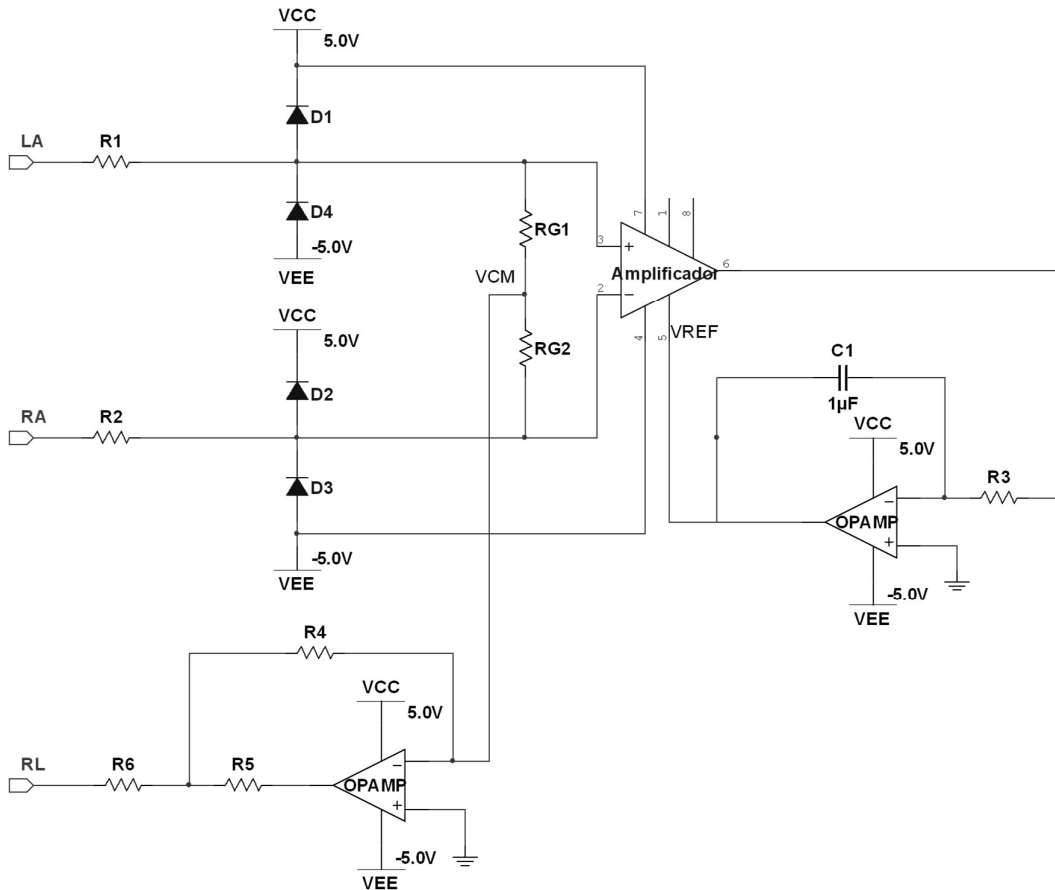 VCC
5.0V
D1
LA
R1
D4
-5.0V
VEE
RG1
VCM
3
2
7
1
8
Amplificador
6
4
5
VREF
VCC
5.0V
RG2
D2
RA
R2
D3
-5.0V
VEE
C1
1µF
VCC
5.0V
R3
OPAMP
-5.0V
VEE
R4
VCC
5.0V
RL
R6
R5
OPAMP
-5.0V
VEE